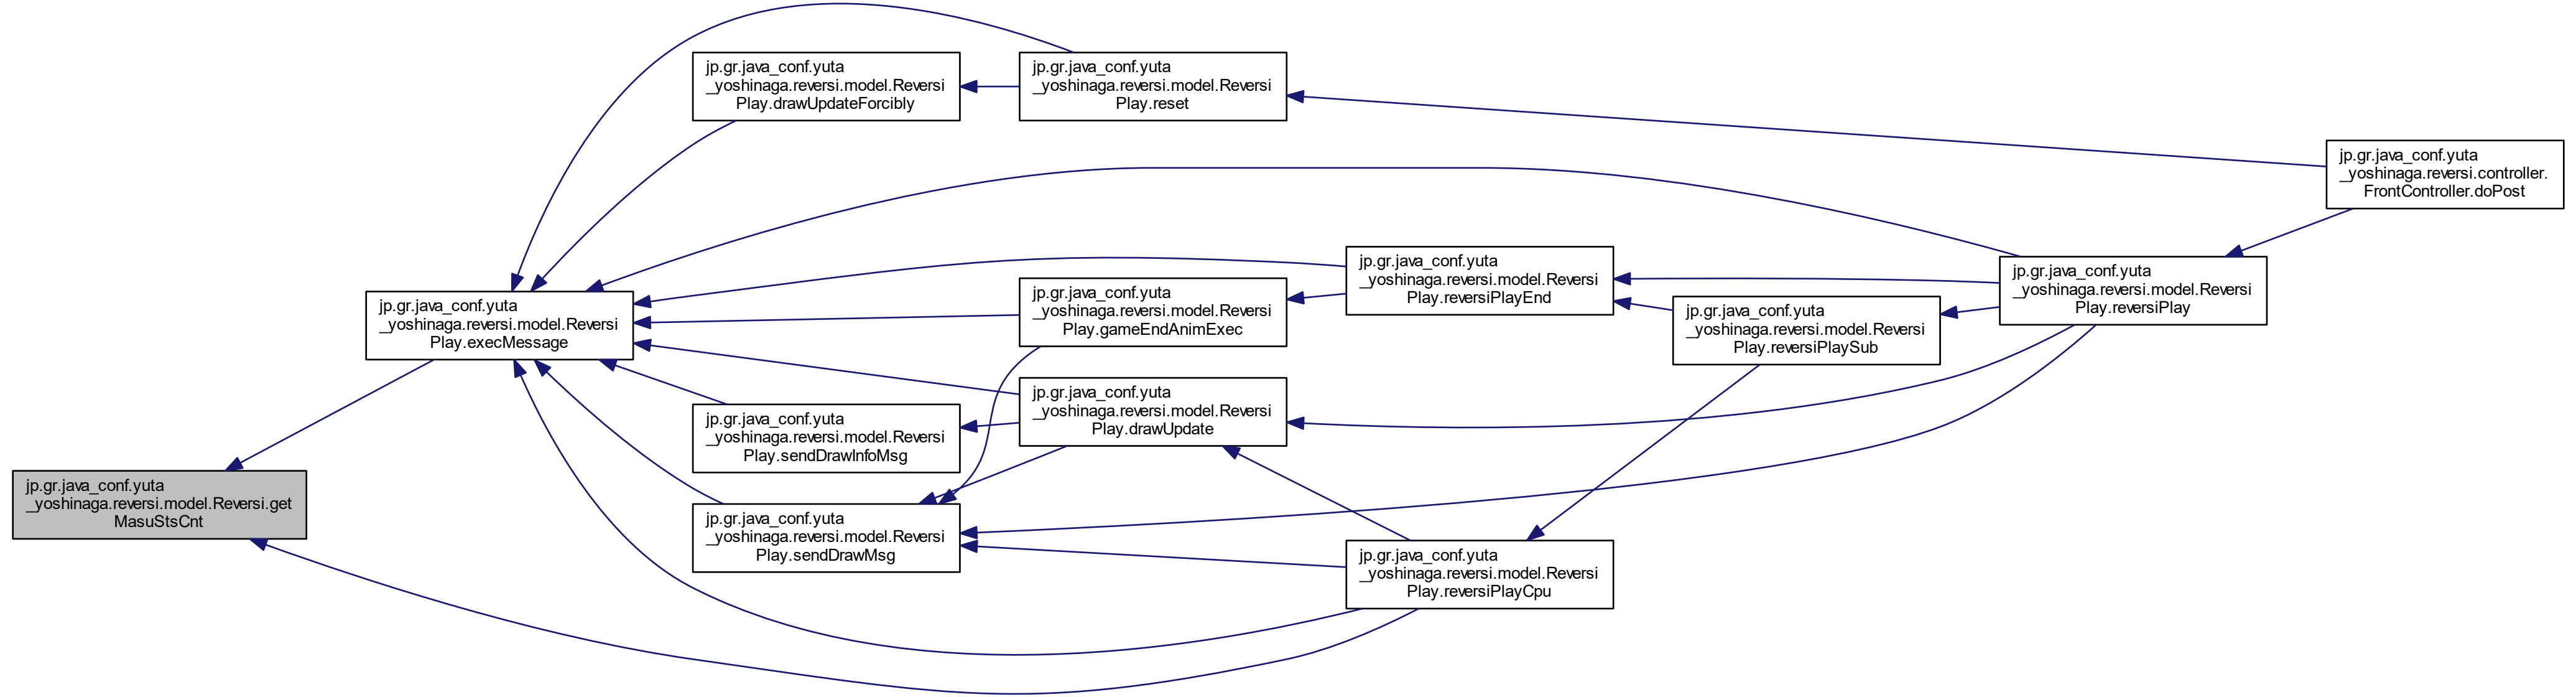 jp.gr.java_conf.yuta
_yoshinaga.reversi.model.Reversi.get
MasuStsCnt
jp.gr.java_conf.yuta
_yoshinaga.reversi.model.Reversi
Play.execMessage
jp.gr.java_conf.yuta
_yoshinaga.reversi.model.Reversi
Play.drawUpdateForcibly
jp.gr.java_conf.yuta
_yoshinaga.reversi.model.Reversi
Play.sendDrawInfoMsg
jp.gr.java_conf.yuta
_yoshinaga.reversi.model.Reversi
Play.sendDrawMsg
jp.gr.java_conf.yuta
_yoshinaga.reversi.model.Reversi
Play.reset
jp.gr.java_conf.yuta
_yoshinaga.reversi.model.Reversi
Play.gameEndAnimExec
jp.gr.java_conf.yuta
_yoshinaga.reversi.model.Reversi
Play.drawUpdate
jp.gr.java_conf.yuta
_yoshinaga.reversi.model.Reversi
Play.reversiPlayEnd
jp.gr.java_conf.yuta
_yoshinaga.reversi.model.Reversi
Play.reversiPlayCpu
jp.gr.java_conf.yuta
_yoshinaga.reversi.model.Reversi
Play.reversiPlaySub
jp.gr.java_conf.yuta
_yoshinaga.reversi.model.Reversi
Play.reversiPlay
jp.gr.java_conf.yuta
_yoshinaga.reversi.controller.
FrontController.doPost